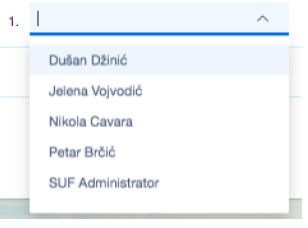 1.
Dušan Džinić
Jelena Vojvodić
Nikola Cavara
Petar Brčić
SUF Administrator